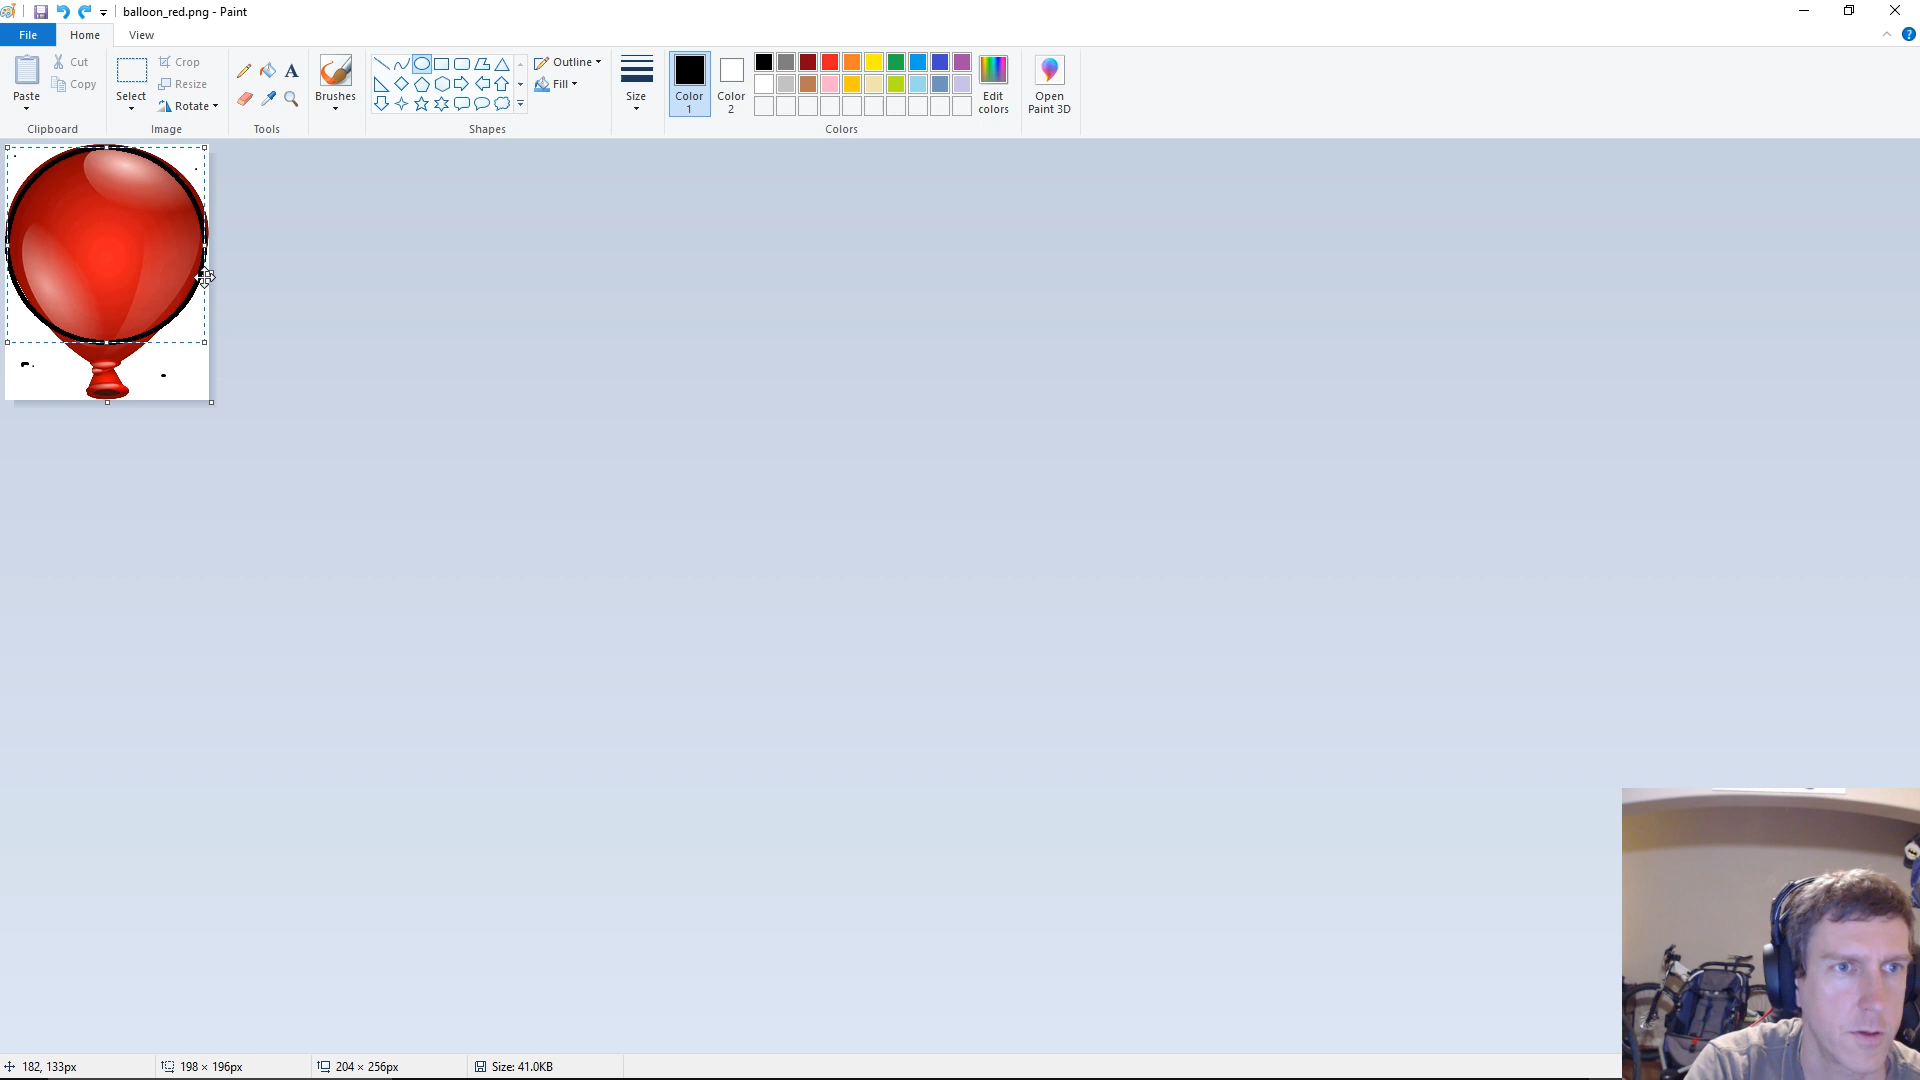 balloon_red.png - Paint
File Home View
Paste
Cut
Copy
Clipboard
Select
Crop
Resize
Rotate
Image
A
Tools
Brushes
Shapes
Outline
Fill
Size
Color 1
Color 2
Colors
Edit colors
Open Paint 3D
182, 133px
198 × 196px
204 × 256px
Size: 41.0KB